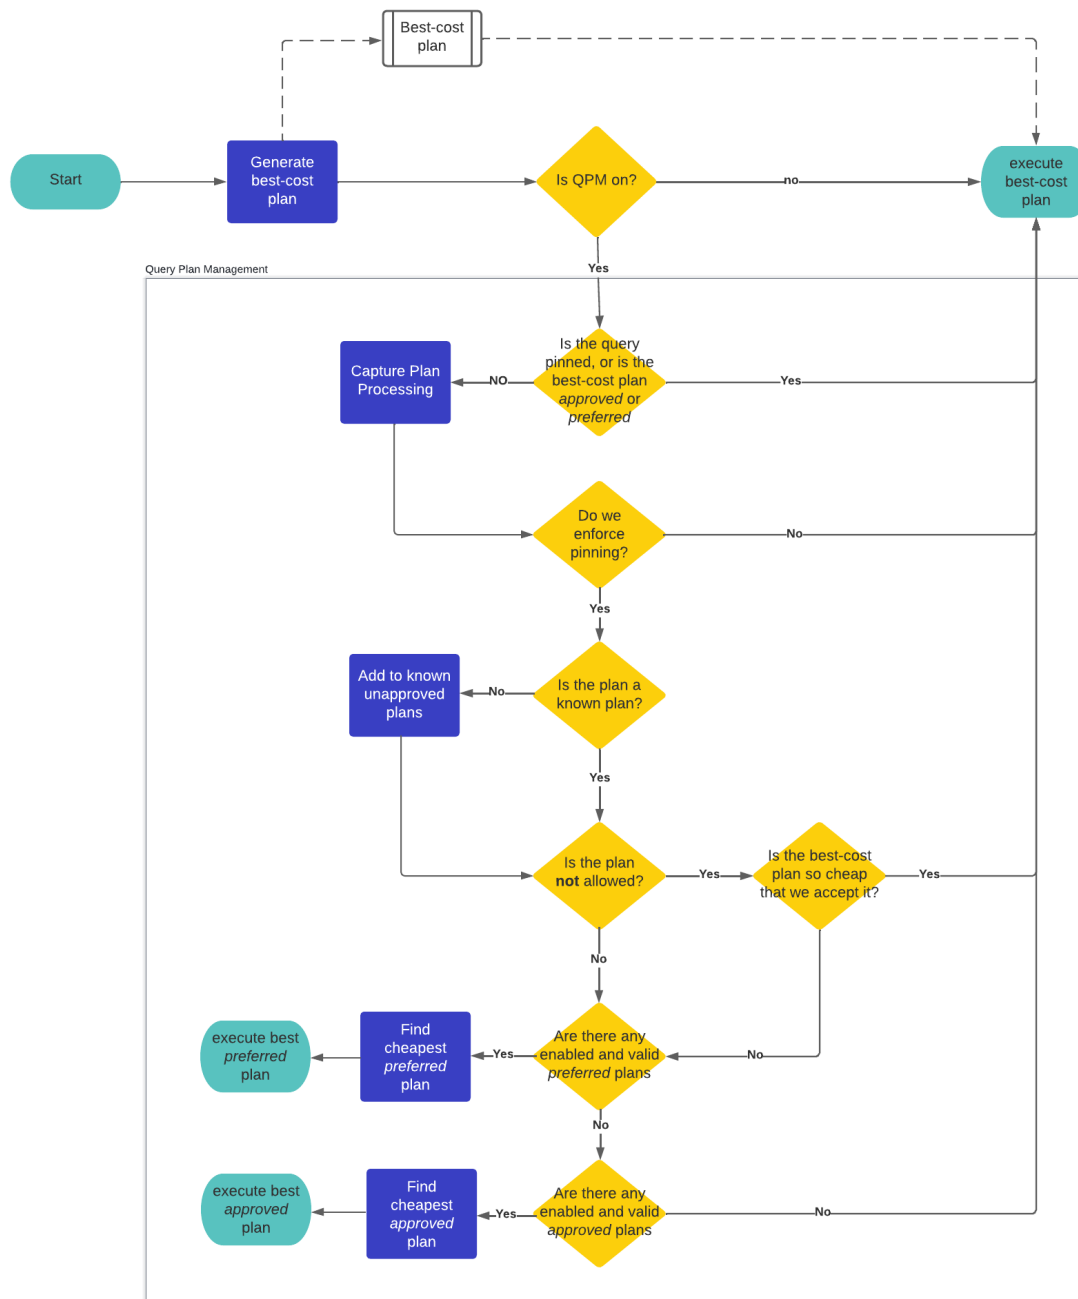 Best-cost
plan
Start
Generate
best-cost
plan
Is QPM on?
no
execute
best-cost
plan
Yes
Query Plan Management
Is the query
pinned, or is the
best-cost plan
approved or
preferred
NO
Yes
Capture Plan
Processing
Do we
enforce
pinning?
No
Yes
Is the plan a
known plan?
No
Add to known
unapproved
plans
Yes
Is the plan
not allowed?
Yes
Is the best-cost
plan so cheap
that we accept it?
Yes
No
No
Are there any
enabled and valid
preferred plans
Yes
Find
cheapest
preferred
plan
execute best
preferred
plan
No
Are there any
enabled and valid
approved plans
No
Yes
Find
cheapest
approved
plan
execute best
approved
plan